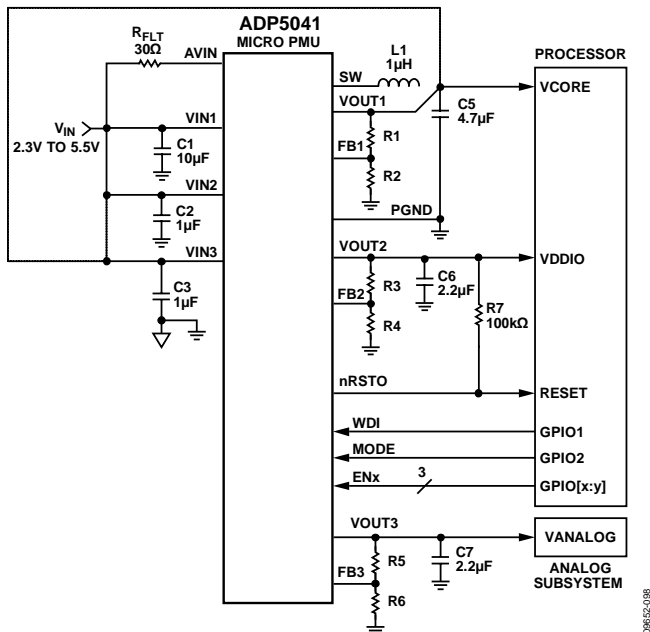 ADP5041
MICRO PMU
RFLT
30Ω
AVIN
VIN
2.3V TO 5.5V
VIN1
C1
10µF
VIN2
C2
1µF
VIN3
C3
1µF
SW
L1
1µH
VOUT1
R1
FB1
R2
C5
4.7µF
PGND
VOUT2
R3
FB2
R4
C6
2.2µF
R7
100kΩ
nRSTO
WDI
MODE
ENx
3
VOUT3
R5
FB3
R6
C7
2.2µF
PROCESSOR
VCORE
VDDIO
RESET
GPIO1
GPIO2
GPIO[x:y]
VANALOG
ANALOG
SUBSYSTEM
09652-098